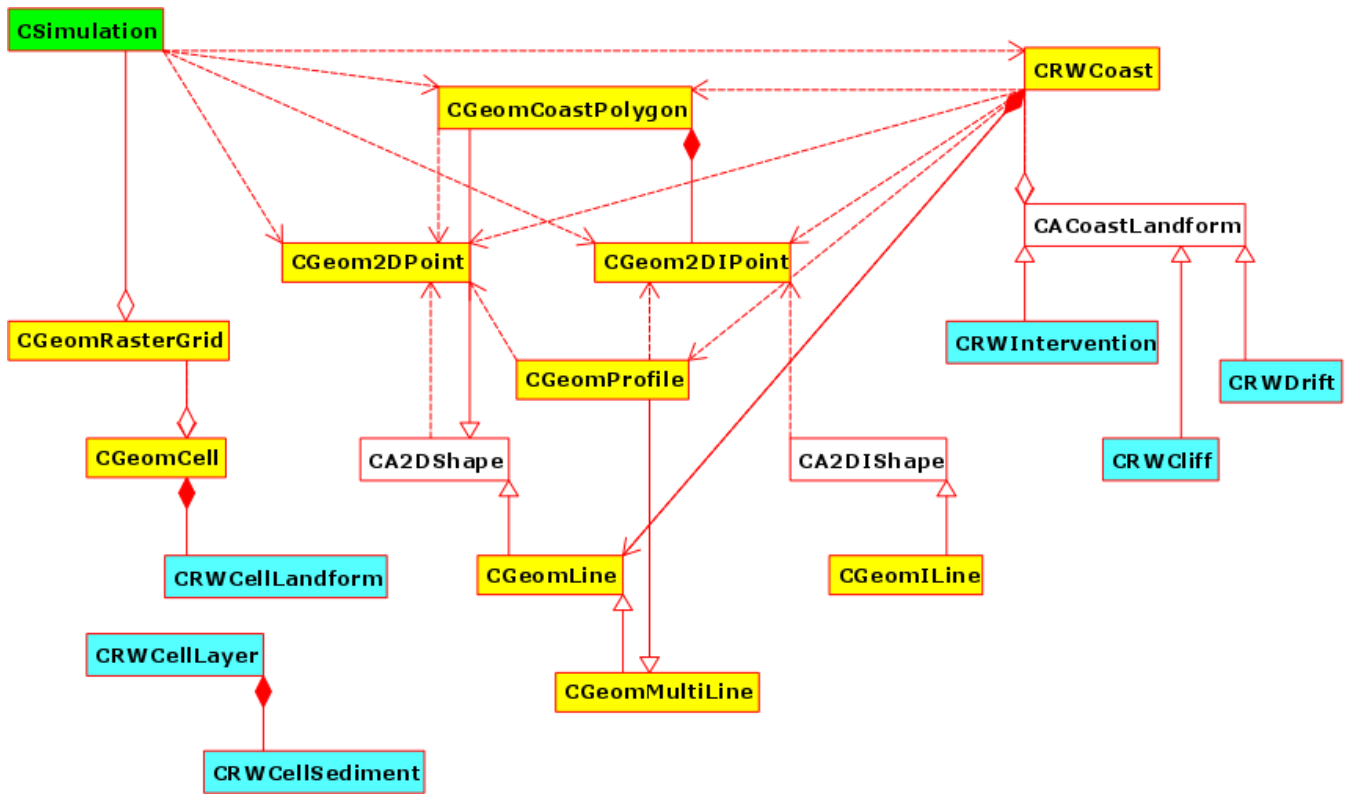 CSimulation
CRWCoast
CGeomCoastPolygon
CACoastLandform
CGeom2DPoint
CGeom2DIPoint
CGeomRasterGrid
CRWIntervention
CGeomProfile
CRWDrift
CGeomCell
CA2DShape
CA2DIShape
CRWCliff
CRWCellLandform
CGeomLine
CGeomILine
CRWCellLayer
CGeomMultiLine
CRWCellSediment